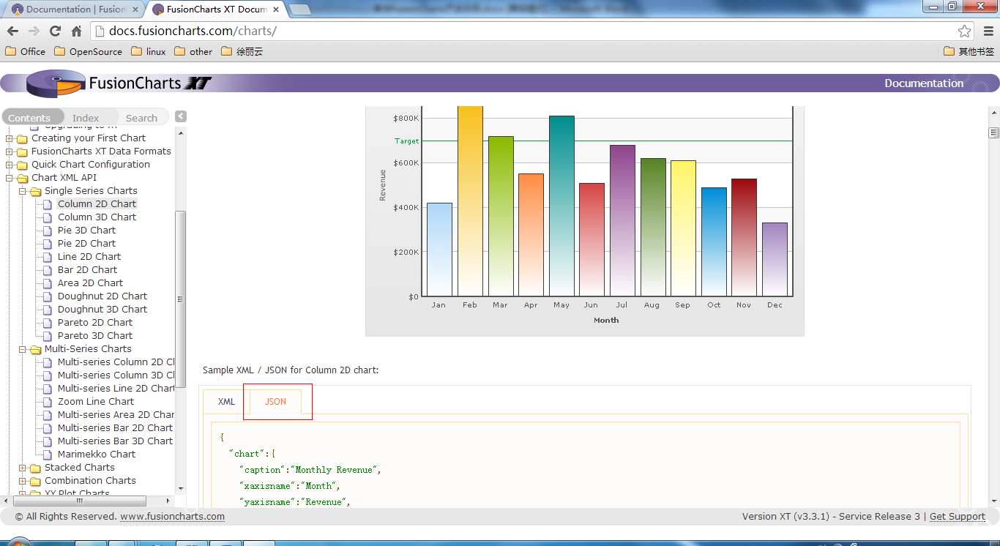 Documentation | Fusion
FusionCharts XT Docum
docs.fusioncharts.com/charts/
Office
OpenSource
linux
other
徐丽云
其他书签
FusionCharts XT
Documentation
Contents
Index
Search
Upgrading to XT
Creating your First Chart
FusionCharts XT Data Formats
Quick Chart Configuration
Chart XML API
Single Series Charts
Column 2D Chart
Column 3D Chart
Pie 3D Chart
Pie 2D Chart
Line 2D Chart
Bar 2D Chart
Area 2D Chart
Doughnut 2D Chart
Doughnut 3D Chart
Pareto 2D Chart
Pareto 3D Chart
Multi-Series Charts
Multi-series Column 2D Cl
Multi-series Column 3D Cl
Multi-series Line 2D Chart
Zoom Line Chart
Multi-series Area 2D Char
Multi-series Bar 2D Chart
Multi-series Bar 3D Chart
Marimekko Chart
Stacked Charts
Combination Charts
XY Plot Charts
$800K
Target
$600K
$400K
$200K
$0
Revenue
Jan Feb Mar Apr May Jun Jul Aug Sep Oct Nov Dec
Month
Sample XML / JSON for Column 2D chart:
XML
JSON
{
"chart":{
"caption":"Monthly Revenue",
"xaxisname":"Month",
"yaxisname":"Revenue",
© All Rights Reserved. www.fusioncharts.com
Version XT (v3.3.1) - Service Release 3 | Get Support